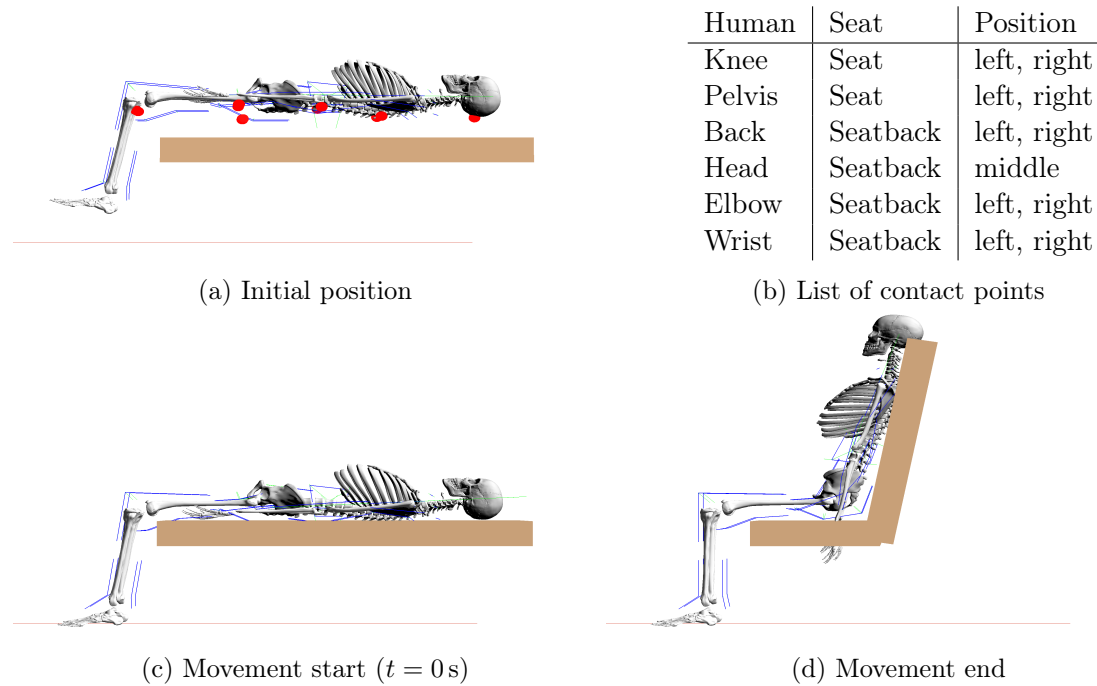 Human Seat Position
Knee Seat left, right
Pelvis Seat left, right
Back Seatback left, right
Head Seatback middle
Elbow Seatback left, right
Wrist Seatback left, right
(a) Initial position
(b) List of contact points
(c) Movement start (t = 0 s)
(d) Movement end